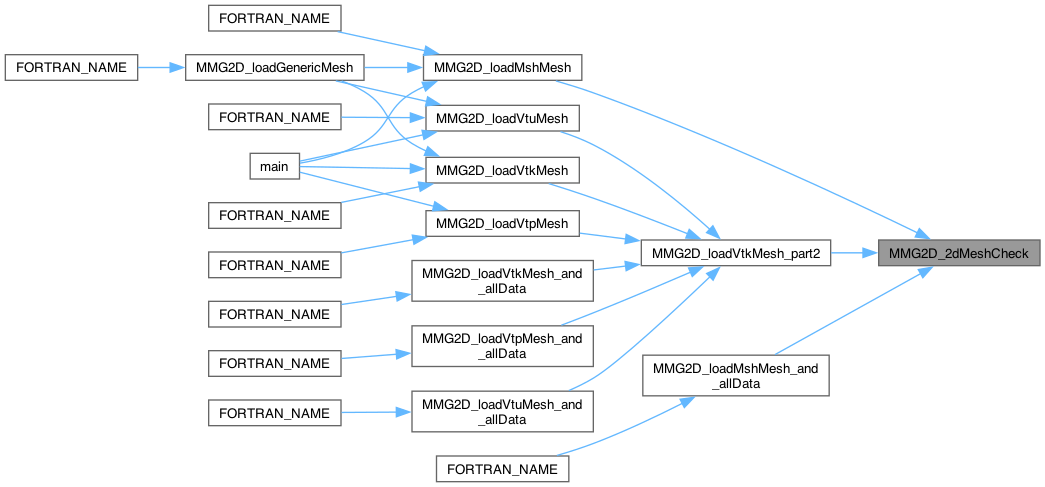 FORTRAN_NAME
FORTRAN_NAME
MMG2D_loadGenericMesh
MMG2D_loadMshMesh
FORTRAN_NAME
MMG2D_loadVtuMesh
main
MMG2D_loadVtkMesh
FORTRAN_NAME
MMG2D_loadVtpMesh
FORTRAN_NAME
MMG2D_loadVtkMesh_part2
MMG2D_2dMeshCheck
MMG2D_loadVtkMesh_and
_allData
FORTRAN_NAME
MMG2D_loadVtpMesh_and
_allData
FORTRAN_NAME
MMG2D_loadMshMesh_and
_allData
MMG2D_loadVtuMesh_and
_allData
FORTRAN_NAME
FORTRAN_NAME